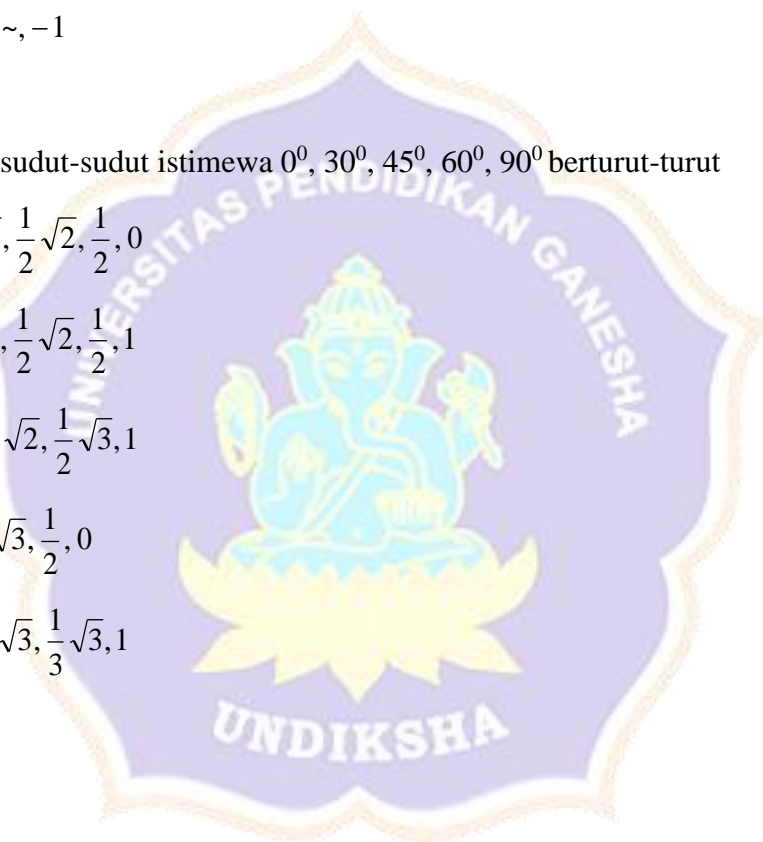 ~, −1
sudut-sudut istimewa 0⁰, 30⁰, 45⁰, 60⁰, 90⁰ berturut-turut
, 1/2 √2, 1/2, 0
, 1/2 √2, 1/2, 1
√2, 1/2 √3, 1
√3, 1/2, 0
√3, 1/3 √3, 1
UNIVERSITAS PENDIDIKAN GANESHA
UNDIKSHA